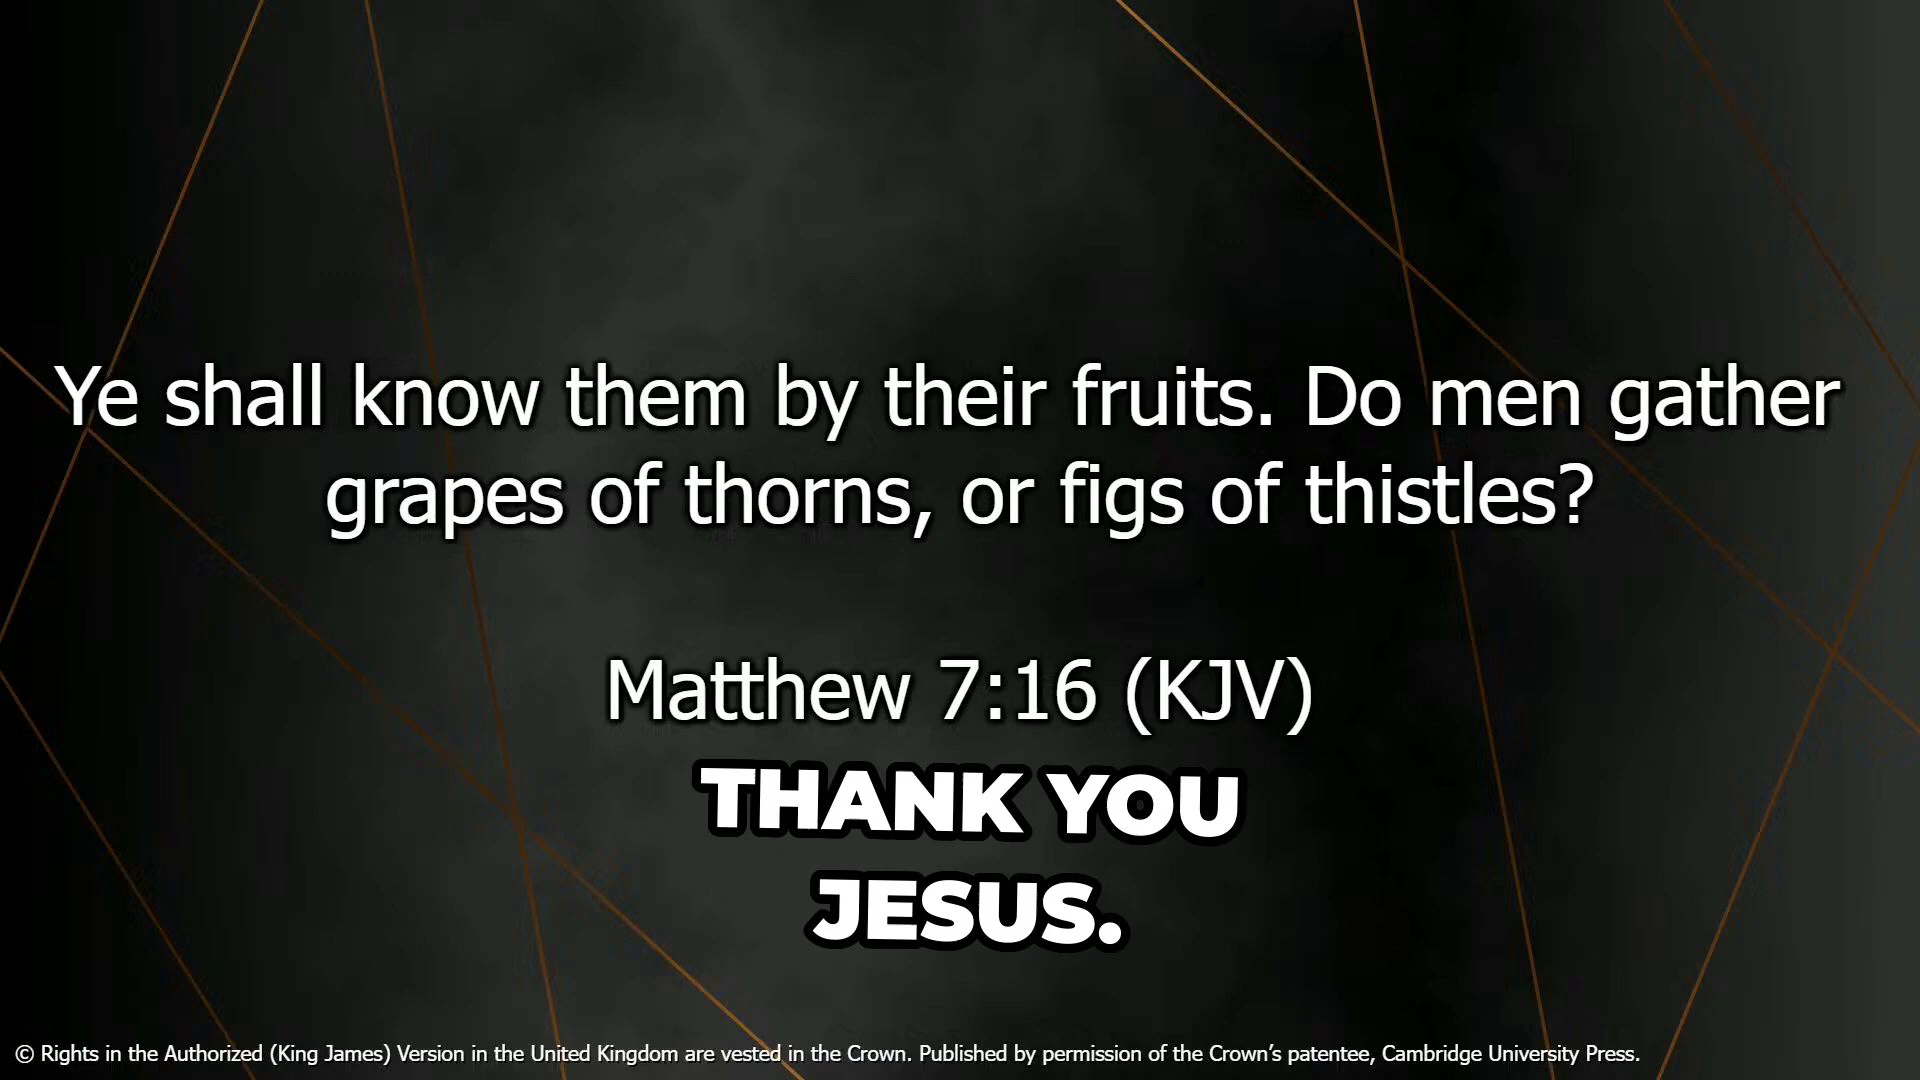 Ye shall know them by their fruits. Do men gather
grapes of thorns, or figs of thistles?
Matthew 7:16 (KJV)
THANK YOU
JESUS.
© Rights in the Authorized (King James) Version in the United Kingdom are vested in the Crown. Published by permission of the Crown’s patentee, Cambridge University Press.